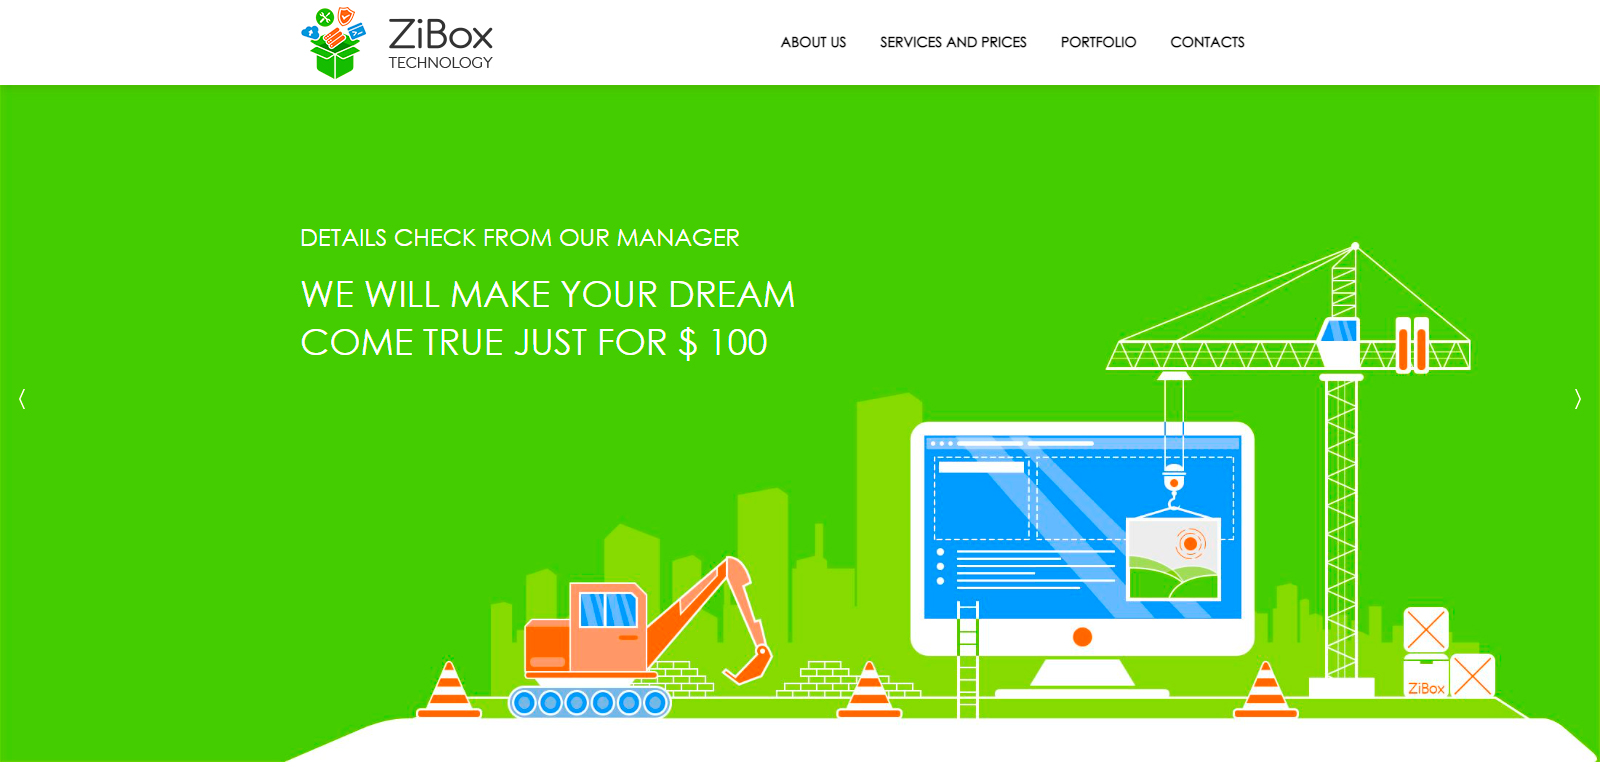 ZiBox
TECHNOLOGY
ABOUT US
SERVICES AND PRICES
PORTFOLIO
CONTACTS
DETAILS CHECK FROM OUR MANAGER
WE WILL MAKE YOUR DREAM
COME TRUE JUST FOR $ 100
ZiBox